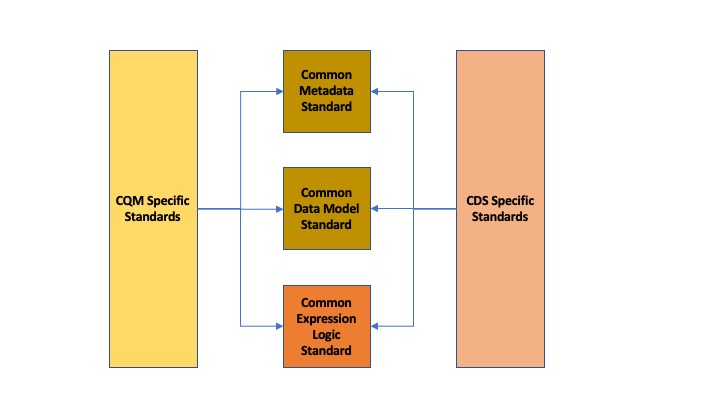 CQM Specific
Standards
Common
Metadata
Standard
Common
Data Model
Standard
Common
Expression
Logic
Standard
CDS Specific
Standards